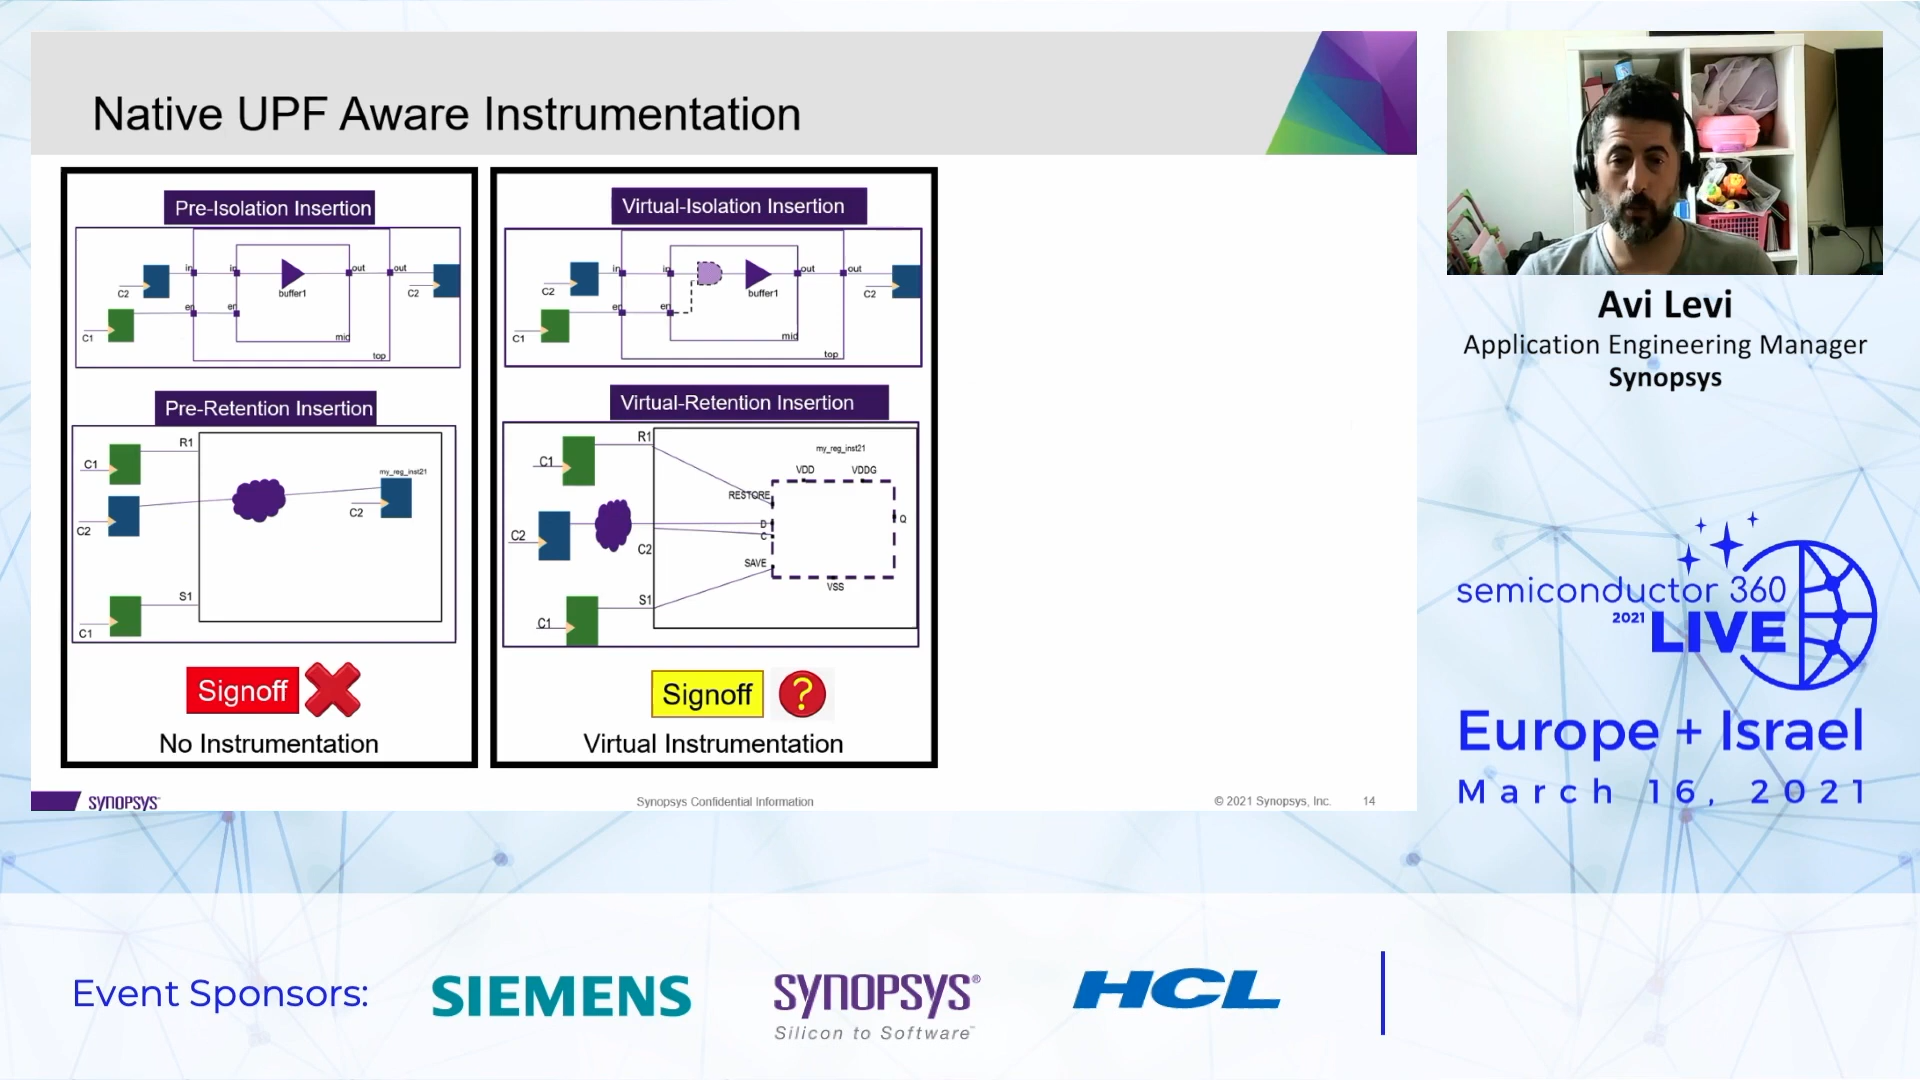 Native UPF Aware Instrumentation
Pre-Isolation Insertion
in
in
out
out
C2
buffer1
C2
en
en
C1
mid
top
Pre-Retention Insertion
R1
C1
my_reg_inst21
C2
C2
S1
C1
Signoff
No Instrumentation
Virtual-Isolation Insertion
in
in
out
out
C2
buffer1
C2
en
en
C1
mid
top
Virtual-Retention Insertion
R1
my_reg_inst21
C1
VDD VDDG
RESTORE
D
Q
C2
C
C2
SAVE
VSS
S1
C1
Signoff ?
Virtual Instrumentation
SYNOPSYS
Synopsys Confidential Information
© 2021 Synopsys, Inc. 14
Avi Levi
Application Engineering Manager
Synopsys
semiconductor 360
2021 LIVE
Europe + Israel
March 16, 2021
Event Sponsors:
SIEMENS
SYNOPSYS®
Silicon to Software™
HCL